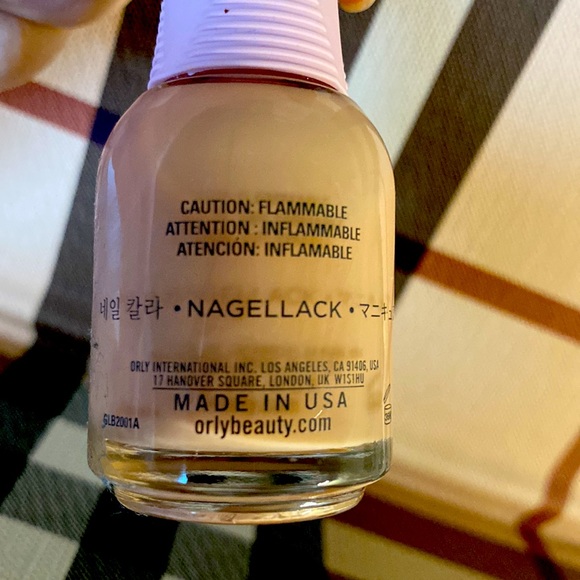 CAUTION: FLAMMABLE
ATTENTION : INFLAMMABLE
ATENCIÓN: INFLAMABLE
네일 칼라 • NAGELLACK • マニキュ
ORLY INTERNATIONAL INC. LOS ANGELES, CA 91406, USA
17 HANOVER SQUARE, LONDON, UK W1S1HU
MADE IN USA
GLB2001A
orlybeauty.com